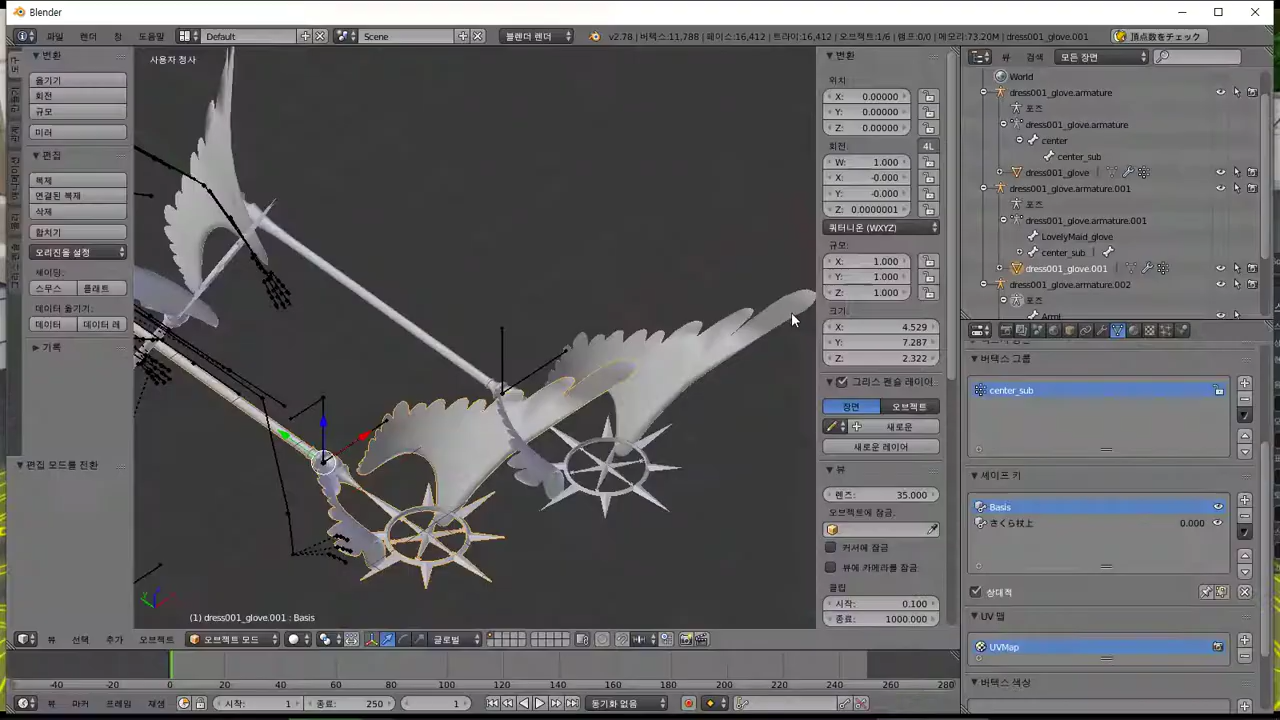 Blender
파일 렌더 창 도움말 Default Scene 블렌더 렌더 v2.78 | 버텍스:11,788 | 페이스:16,412 | 트라이:16,412 | 오브젝트:1/6 | 램프:0/0 | 메모리:73.20M | dress001_glove.001 頂点数をチェック
변환
옮기기
회전
규모
미러
편집
복제
연결된 복제
삭제
합치기
오리진을 설정
셰이딩:
스무스 플래트
데이터 옮기기:
데이터 데이터 레
기록
편집 모드를 전환
사용자 정사
(1) dress001_glove.001 : Basis
변환
위치
X: 0.00000
Y: 0.00000
Z: 0.00000
회전: 4L
W: 1.000
X: -0.000
Y: -0.000
Z: 0.0000001
쿼터니온 (WXYZ)
규모:
X: 1.000
Y: 1.000
Z: 1.000
크기:
X: 4.529
Y: 7.287
Z: 2.322
그리스 펜슬 레이어
장면 오브젝트
새로운
새로운 레이어
뷰
렌즈: 35.000
오브젝트에 잠금:
커서에 잠금
뷰에 카메라를 잠금
클립
시작: 0.100
종료: 1000.000
뷰 검색 모든 장면
World
dress001_glove.armature
포즈
dress001_glove.armature
center
center_sub
dress001_glove
dress001_glove.armature.001
포즈
dress001_glove.armature.001
LovelyMaid_glove
center_sub
dress001_glove.001
dress001_glove.armature.002
포즈
버텍스 그룹
center_sub
셰이프 키
Basis
さくら杖上 0.000
상대적
UV 맵
UVMap
버텍스 색상
뷰 선택 추가 오브젝트 오브젝트 모드 글로벌
-40 -20 0 20 40 60 80 100 120 140 160 180 200 220 240 260 280
뷰 마커 프레임 재생 시작: 1 종료: 250 1 동기화 없음